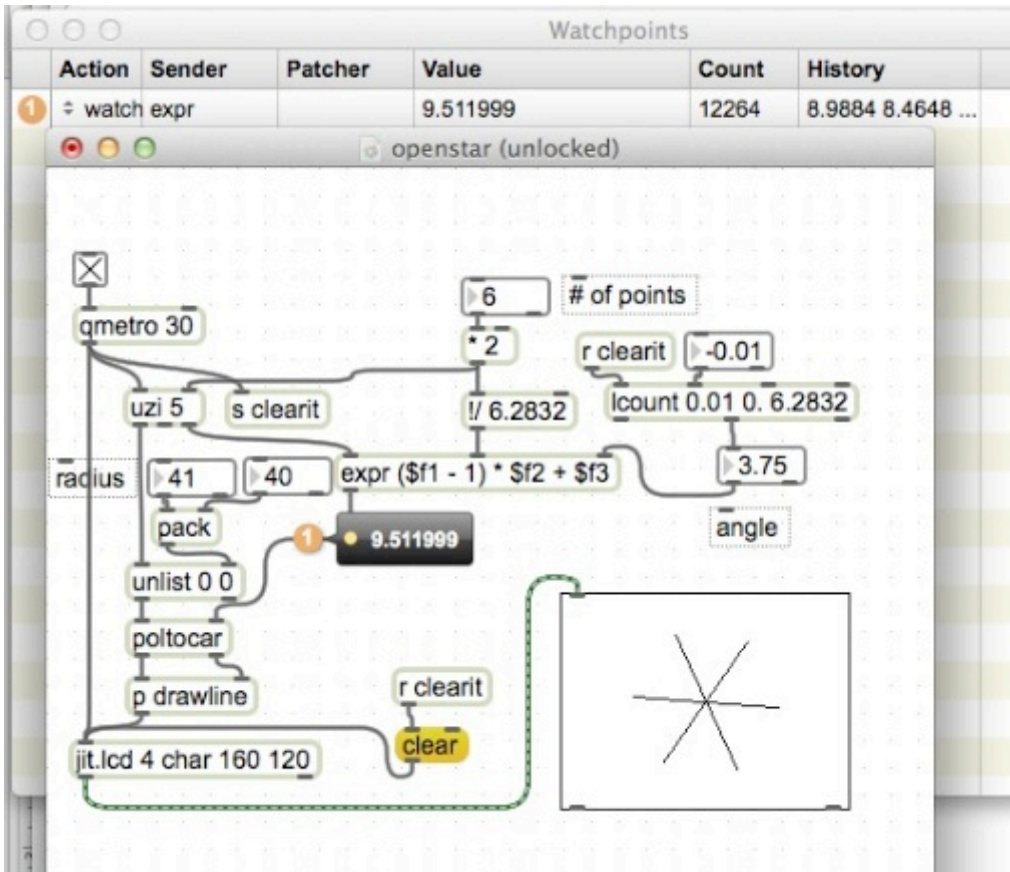 Watchpoints
Action Sender Patcher Value Count History
1 watch expr 9.511999 12264 8.9884 8.4648 ...
openstar (unlocked)
6 # of points
qmetro 30
* 2
r clearit -0.01
uzi 5 s clearit !/ 6.2832 lcount 0.01 0. 6.2832
radius 41 40 expr ($f1 - 1) * $f2 + $f3 3.75
pack 1 9.511999 angle
unlist 0 0
poltocar
p drawline r clearit
clear
jit.lcd 4 char 160 120